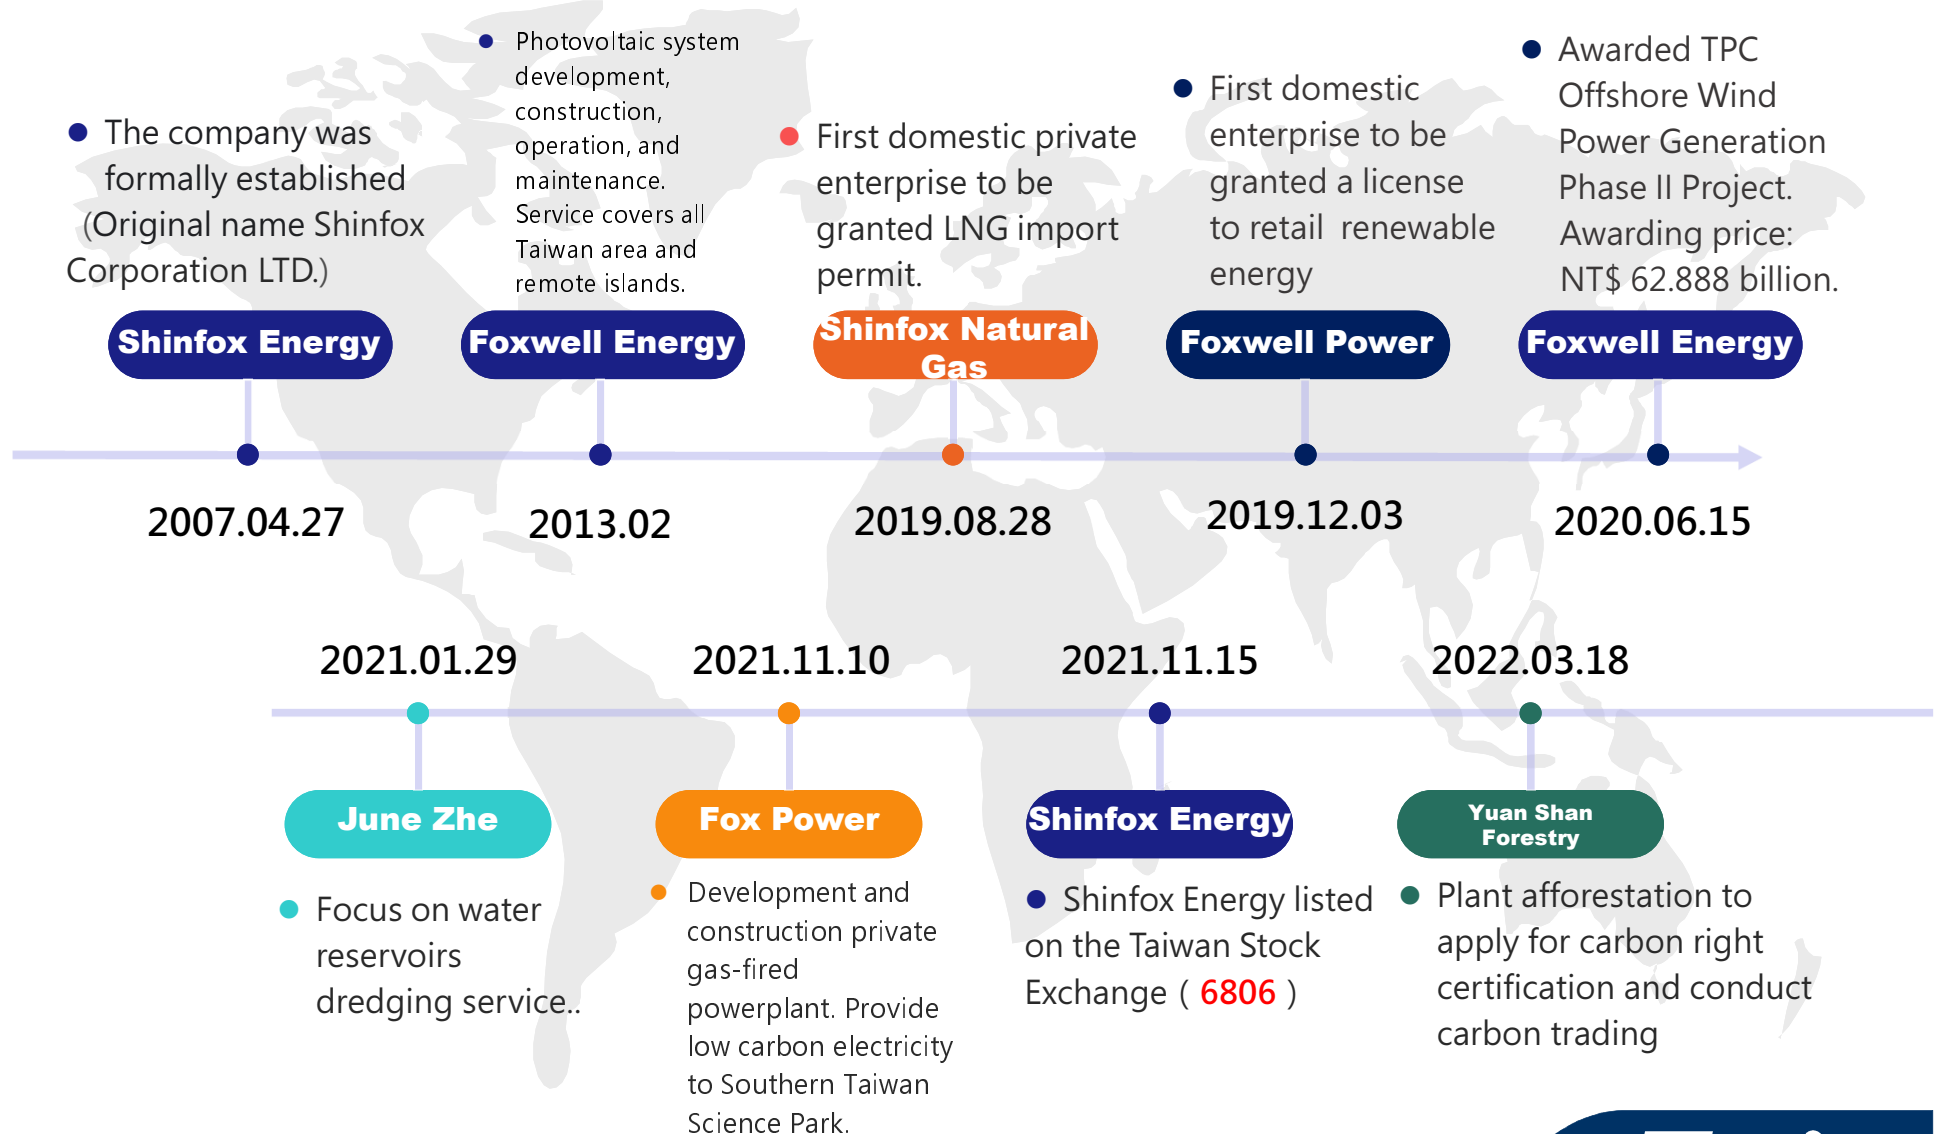 The company was
formally established
(Original name Shinfox
Corporation LTD.)
Shinfox Energy
2007.04.27
Photovoltaic system
development,
construction,
operation, and
maintenance.
Service covers all
Taiwan area and
remote islands.
Foxwell Energy
2013.02
First domestic private
enterprise to be
granted LNG import
permit.
Shinfox Natural
Gas
2019.08.28
First domestic
enterprise to be
granted a license
to retail renewable
energy
Foxwell Power
2019.12.03
Awarded TPC
Offshore Wind
Power Generation
Phase II Project.
Awarding price:
NT$ 62.888 billion.
Foxwell Energy
2020.06.15
2021.01.29
June Zhe
Focus on water
reservoirs
dredging service..
2021.11.10
Fox Power
Development and
construction private
gas-fired
powerplant. Provide
low carbon electricity
to Southern Taiwan
Science Park.
2021.11.15
Shinfox Energy
Shinfox Energy listed
on the Taiwan Stock
Exchange ( 6806 )
2022.03.18
Yuan Shan
Forestry
Plant afforestation to
apply for carbon right
certification and conduct
carbon trading